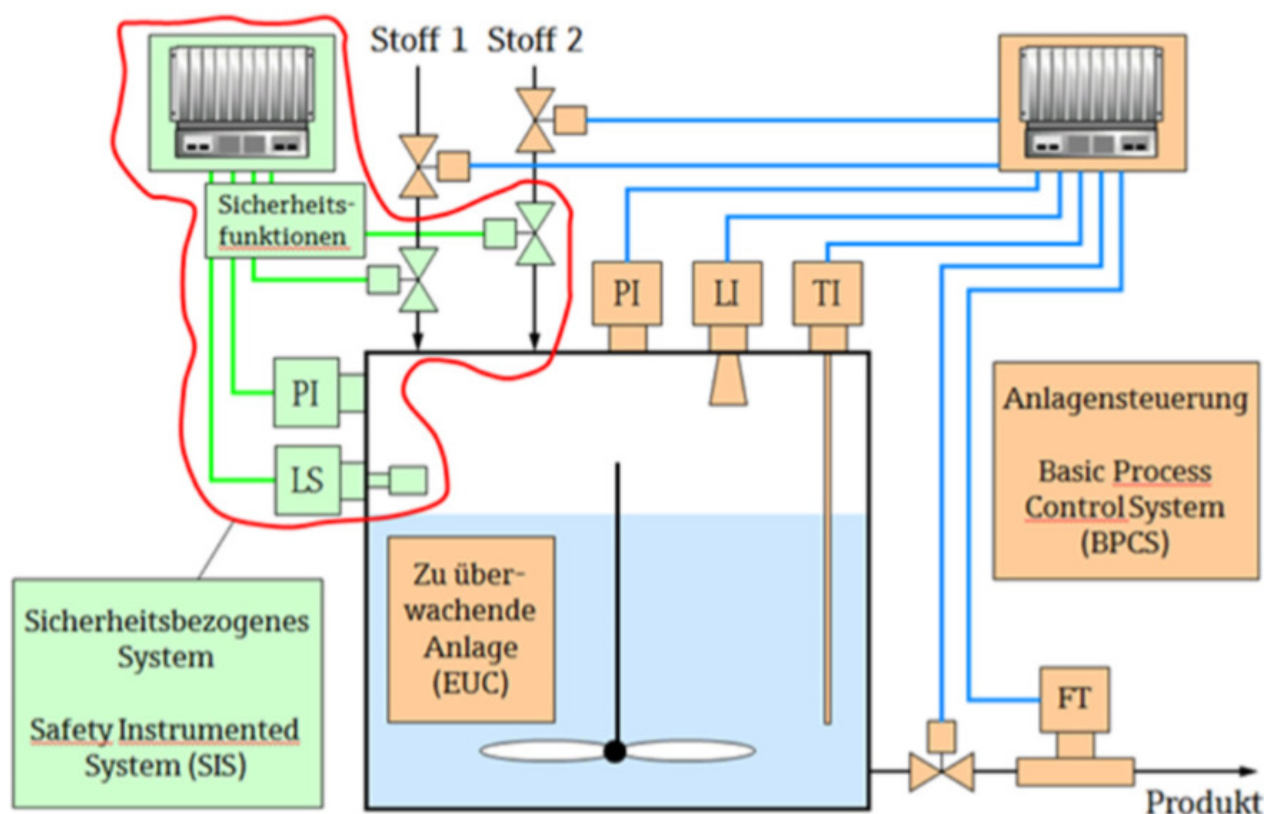 Stoff 1 Stoff 2
Sicherheits-
funktionen
PI
LI
TI
PI
LS
Anlagensteuerung
Basic Process
Control System
(BPCS)
Zu über-
wachende
Anlage
(EUC)
Sicherheitsbezogenes
System
Safety Instrumented
System (SIS)
FT
Produkt